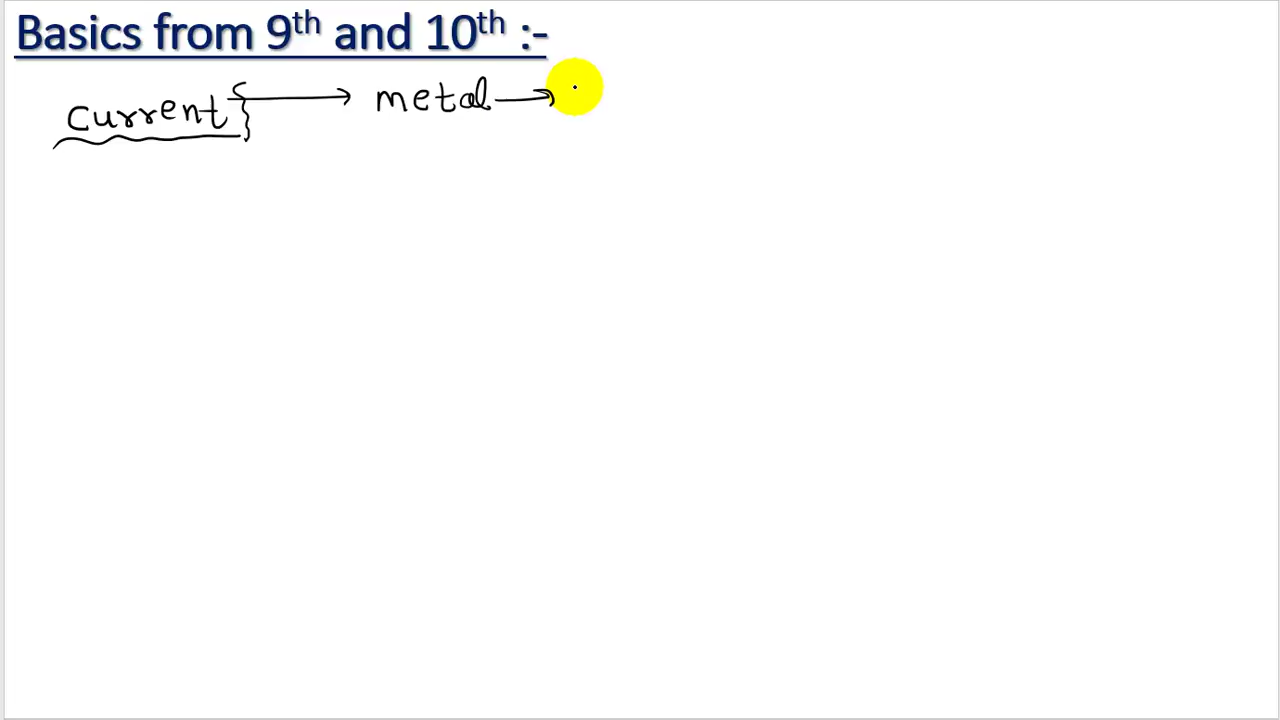 Basics from 9th and 10th :-
current } → metal →